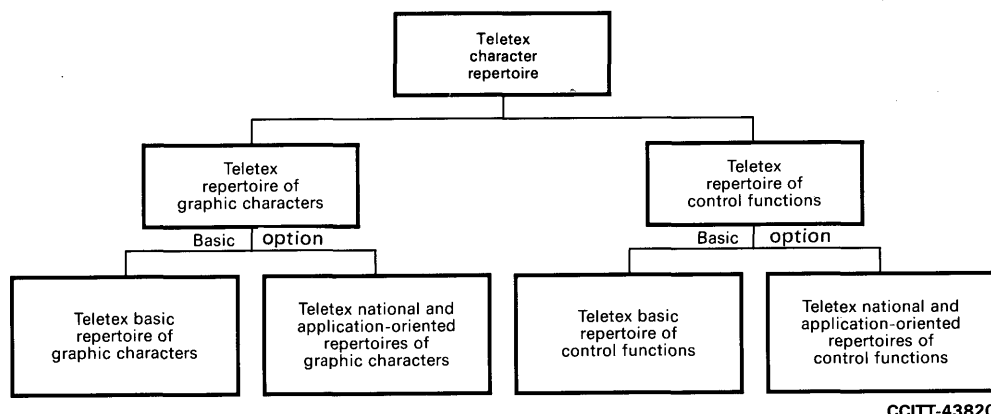 Teletex
character
repertoire
Teletex
repertoire of
graphic characters
Teletex
repertoire of
control functions
Basic option
Basic option
Teletex basic
repertoire of
graphic characters
Teletex national and
application-oriented
repertoires of
graphic characters
Teletex basic
repertoire of
control functions
Teletex national and
application-oriented
repertoires of
control functions
CCITT-43820